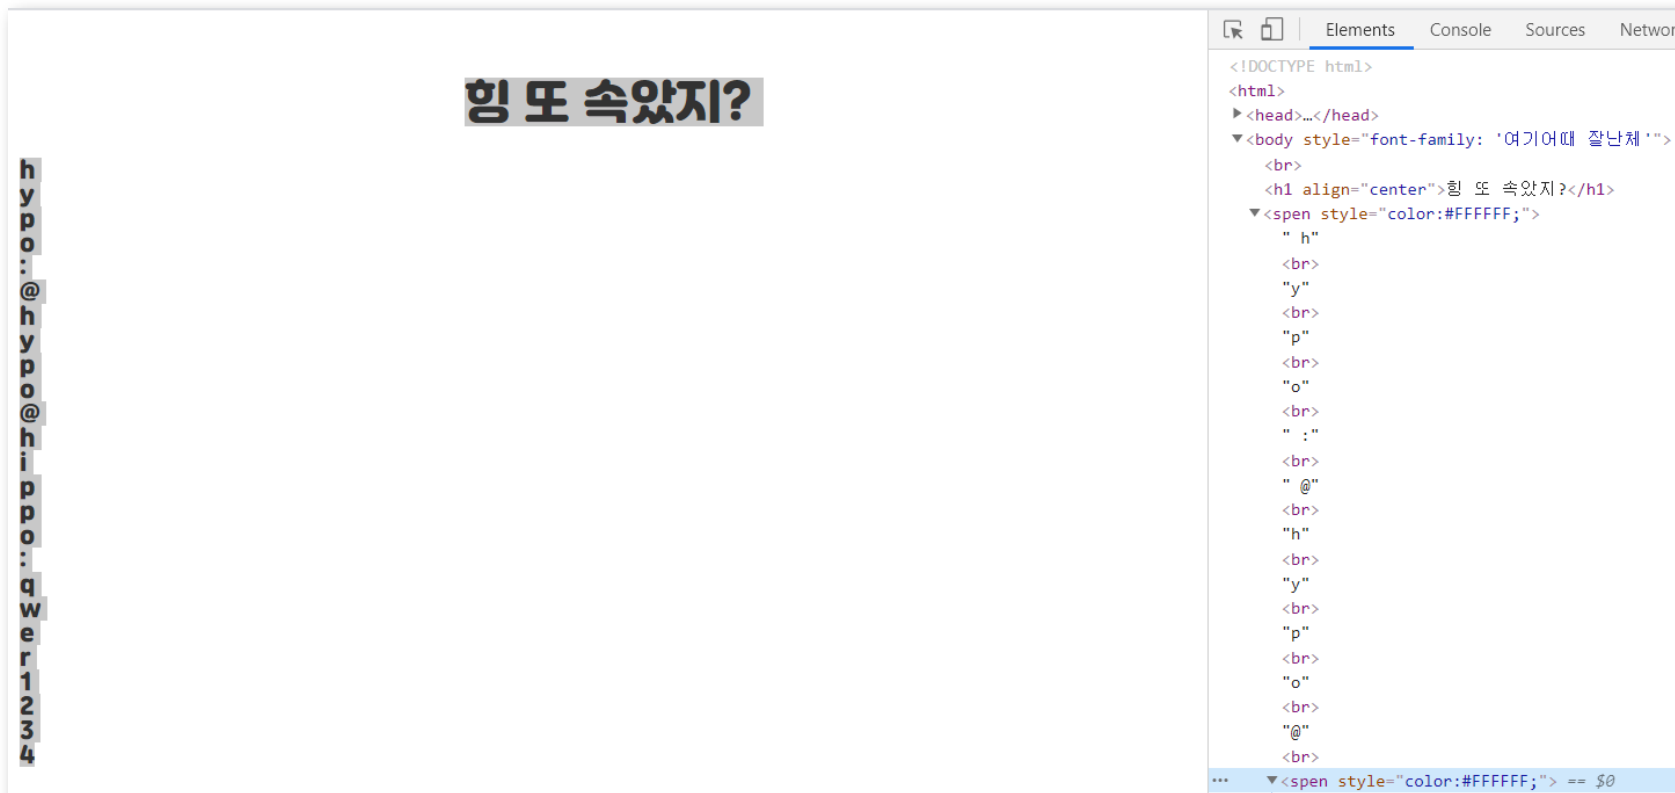 힝 또 속았지?
h
y
p
o
:
@
h
y
p
o
@
h
i
p
p
o
:
q
w
e
r
1
2
3
4
Elements Console Sources Networ
<!DOCTYPE html>
<html>
<head>…</head>
<body style="font-family: '여기어때 잘난체'">
<br>
<h1 align="center">힝 또 속았지?</h1>
<spen style="color:#FFFFFF;">
" h"
<br>
"y"
<br>
"p"
<br>
"o"
<br>
" :"
<br>
" @"
<br>
"h"
<br>
"y"
<br>
"p"
<br>
"o"
<br>
"@"
<br>
… <spen style="color:#FFFFFF;"> == $0